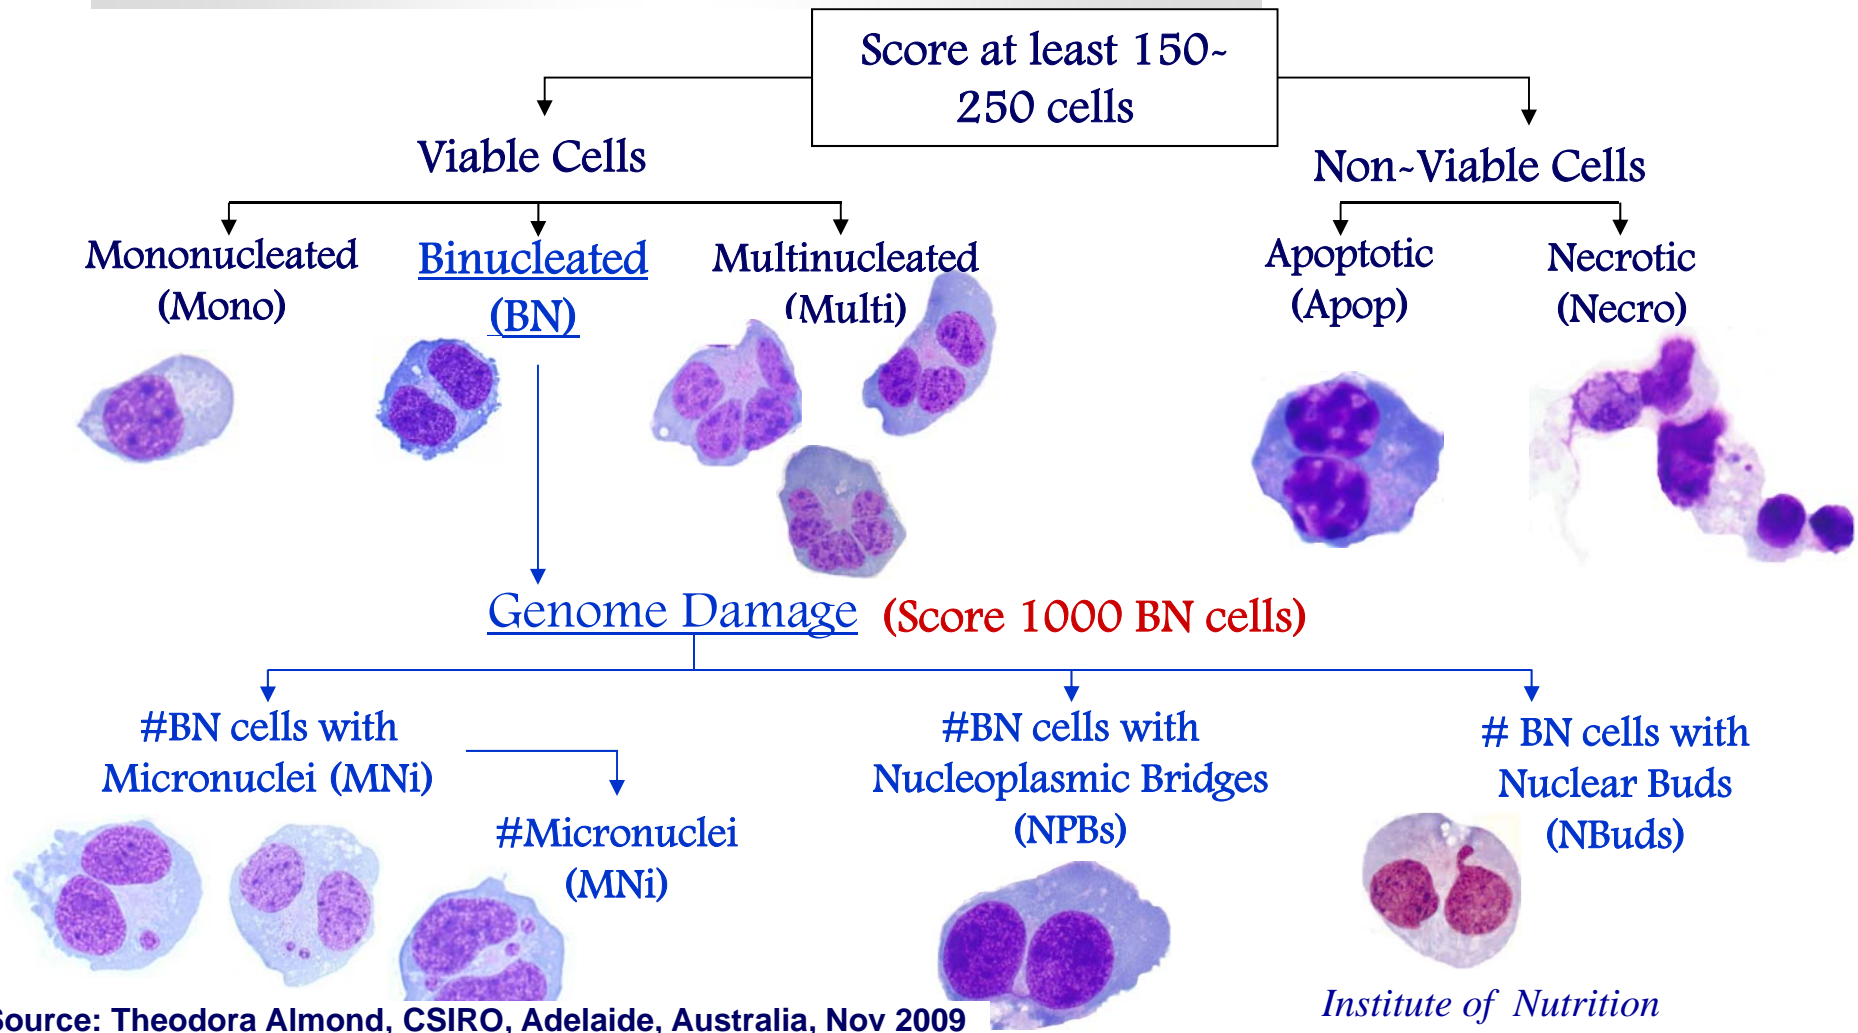 Score at least 150~
250 cells
Viable Cells
Non~Viable Cells
Mononucleated
(Mono)
Binucleated
(BN)
Multinucleated
(Multi)
Apoptotic
(Apop)
Necrotic
(Necro)
Genome Damage (Score 1000 BN cells)
#BN cells with
Micronuclei (MNi)
#Micronuclei
(MNi)
#BN cells with
Nucleoplasmic Bridges
(NPBs)
# BN cells with
Nuclear Buds
(NBuds)
Source: Theodora Almond, CSIRO, Adelaide, Australia, Nov 2009
Institute of Nutrition